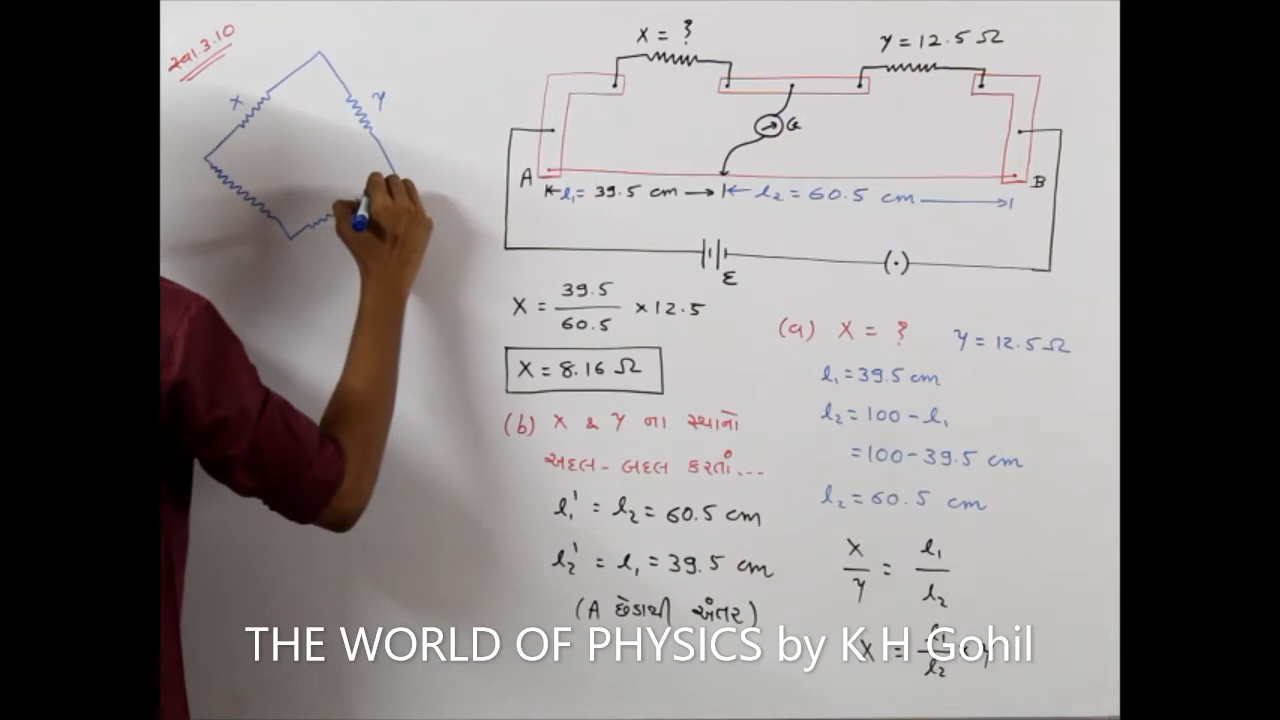 સ્વા.3.10
X Y
X = ?
Y = 12.5 Ω
G
A B
l₁ = 39.5 cm l₂ = 60.5 cm
E
X = 39.5/60.5 × 12.5
X = 8.16 Ω
(b) X & Y ના સ્થાનો
અદલ-બદલ કરતાં...
l₁' = l₂ = 60.5 cm
l₂' = l₁ = 39.5 cm
(A છેડાથી અંતર)
(a) X = ? Y = 12.5 Ω
l₁ = 39.5 cm
l₂ = 100 - l₁
= 100 - 39.5 cm
l₂ = 60.5 cm
X/Y = l₁/l₂
X = l₁/l₂ × Y
THE WORLD OF PHYSICS by K H Gohil